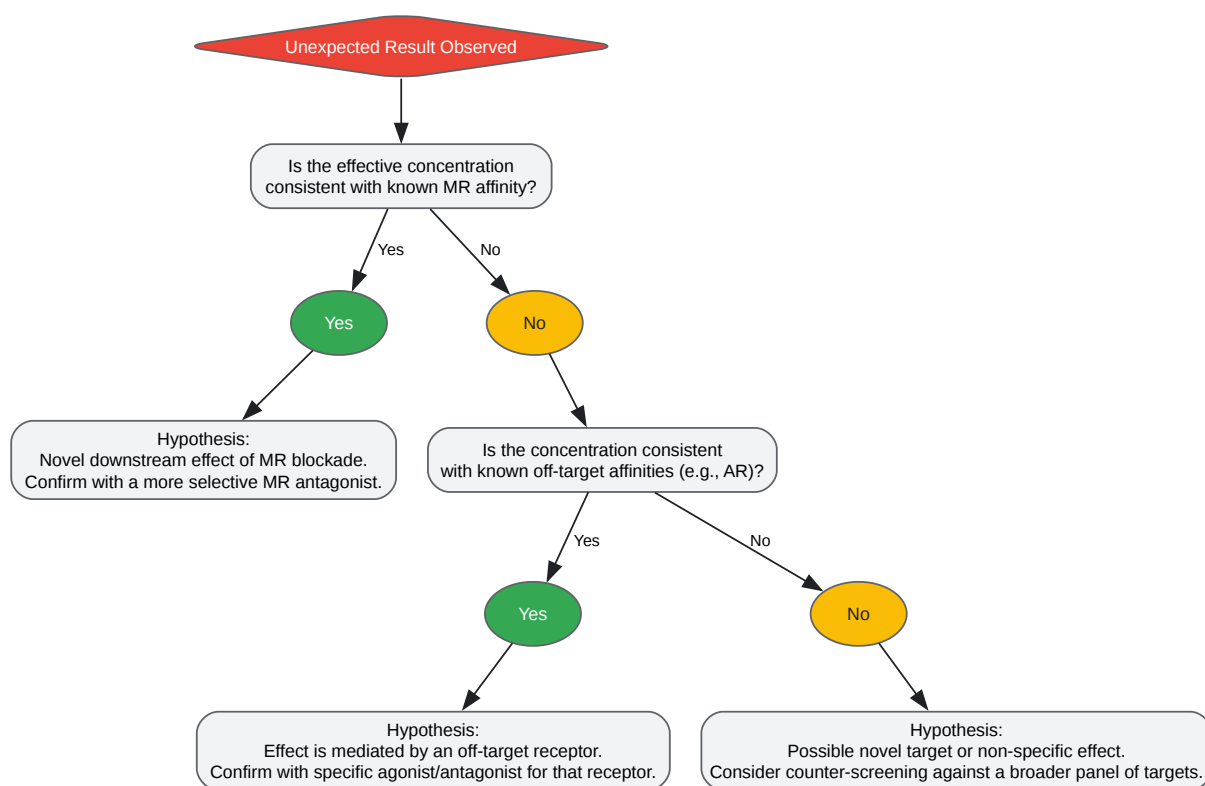 Unexpected Result Observed
Is the effective concentration
consistent with known MR affinity?
Yes
No
Yes
No
Hypothesis:
Novel downstream effect of MR blockade.
Confirm with a more selective MR antagonist.
Is the concentration consistent
with known off-target affinities (e.g., AR)?
Yes
No
Yes
No
Hypothesis:
Effect is mediated by an off-target receptor.
Confirm with specific agonist/antagonist for that receptor.
Hypothesis:
Possible novel target or non-specific effect.
Consider counter-screening against a broader panel of targets.